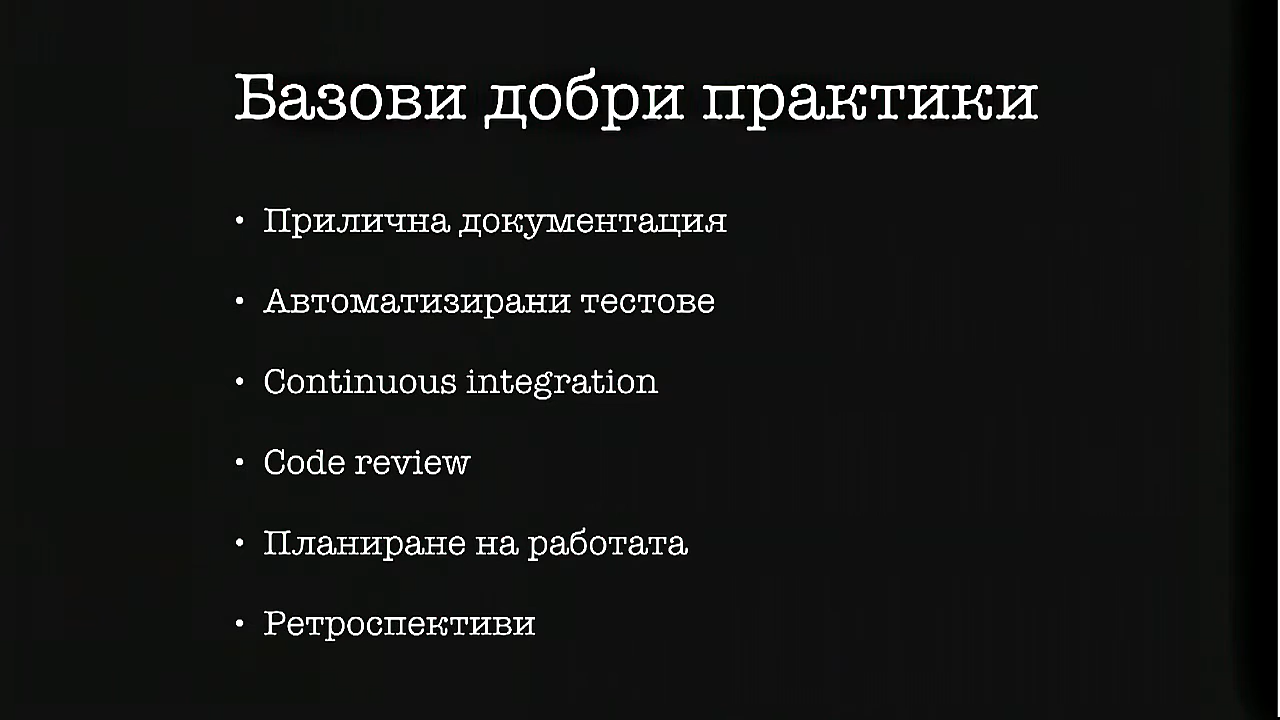 Базови добри практики
• Прилична документация
• Автоматизирани тестове
• Continuous integration
• Code review
• Планиране на работата
• Ретроспективи